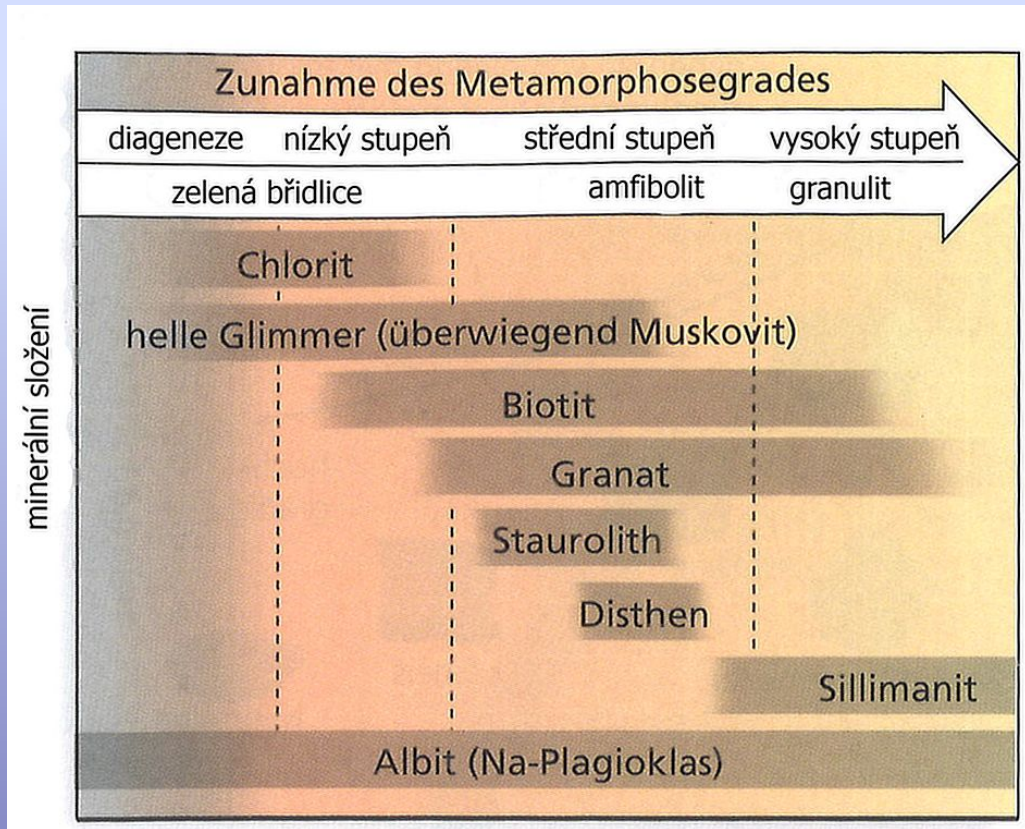 Zunahme des Metamorphosegrades
diageneze nízký stupeň střední stupeň vysoký stupeň
zelená břidlice amfibolit granulit
minerální složení
Chlorit
helle Glimmer (überwiegend Muskovit)
Biotit
Granat
Staurolith
Disthen
Sillimanit
Albit (Na-Plagioklas)